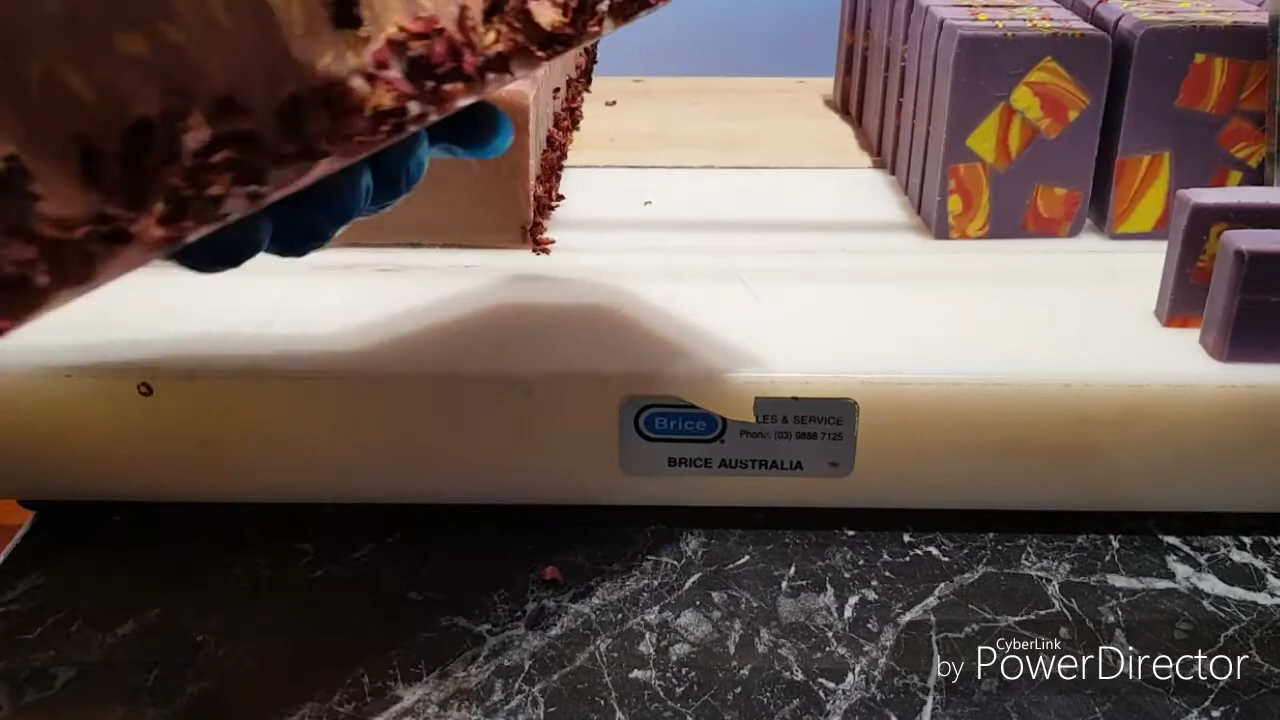 Brice
LES & SERVICE
Phone: (03) 9888 7125
BRICE AUSTRALIA
CyberLink
by PowerDirector